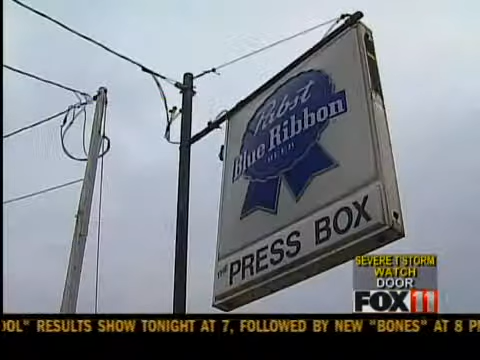 Pabst
Blue Ribbon
BEER
THE PRESS BOX
SEVERE T'STORM
WATCH
DOOR
FOX 11
DOL" RESULTS SHOW TONIGHT AT 7, FOLLOWED BY NEW "BONES" AT 8 P